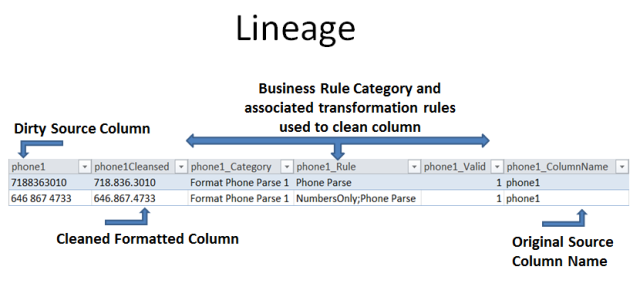 Lineage
Business Rule Category and
associated transformation rules
used to clean column
Dirty Source Column
phone1 phone1Cleansed phone1_Category phone1_Rule phone1_Valid phone1_ColumnName
7188363010 718.836.3010 Format Phone Parse 1 Phone Parse 1 phone1
646 867 4733 646.867.4733 Format Phone Parse 1 NumbersOnly;Phone Parse 1 phone1
Cleaned Formatted Column
Original Source
Column Name